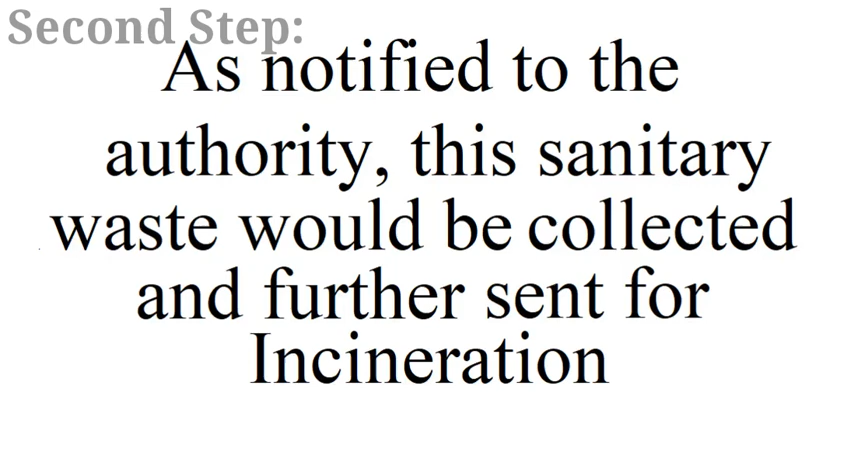 Second Step:
As notified to the
authority, this sanitary
waste would be collected
and further sent for
Incineration